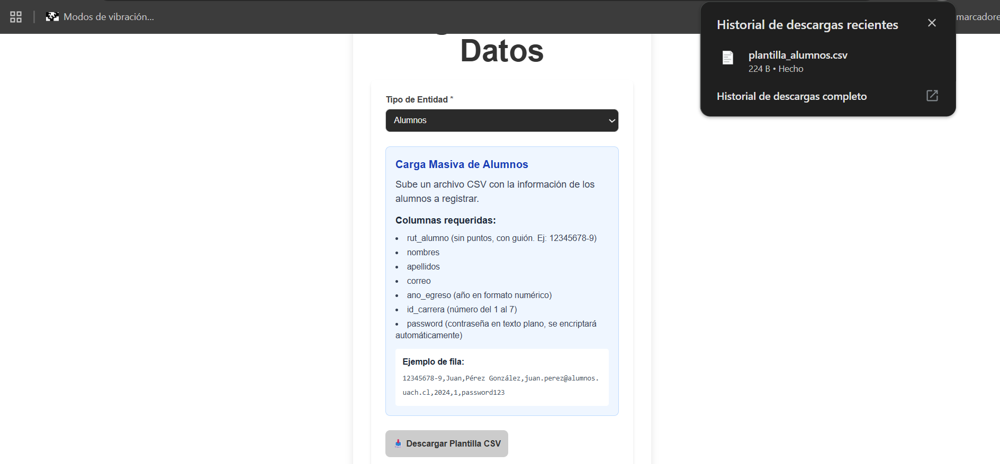 Modos de vibración...
marcadore
Historial de descargas recientes
plantilla_alumnos.csv
224 B • Hecho
Historial de descargas completo
Datos
Tipo de Entidad *
Alumnos
Carga Masiva de Alumnos
Sube un archivo CSV con la información de los
alumnos a registrar.
Columnas requeridas:
• rut_alumno (sin puntos, con guión. Ej: 12345678-9)
• nombres
• apellidos
• correo
• ano_egreso (año en formato numérico)
• id_carrera (número del 1 al 7)
• password (contraseña en texto plano, se encriptará
automáticamente)
Ejemplo de fila:
12345678-9,Juan,Pérez González,juan.perez@alumnos.
uach.cl,2024,1,password123
Descargar Plantilla CSV